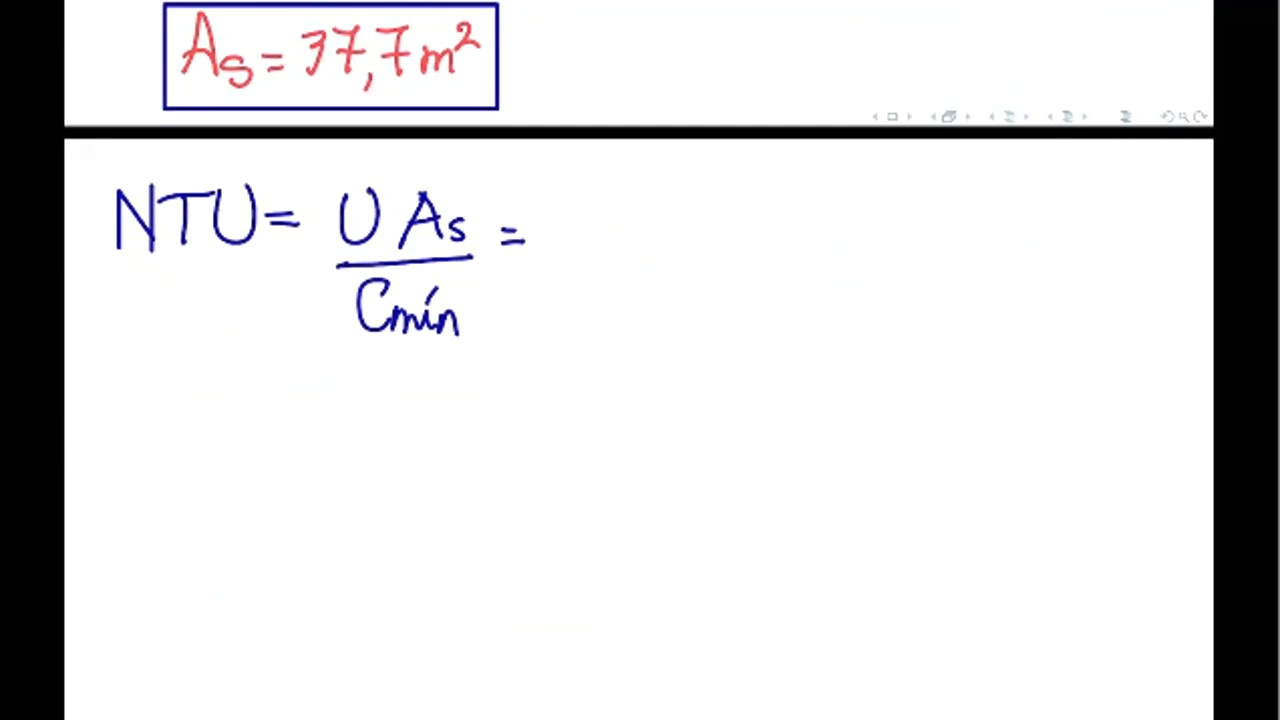 As = 37,7 m²
NTU = U As =
Cmín